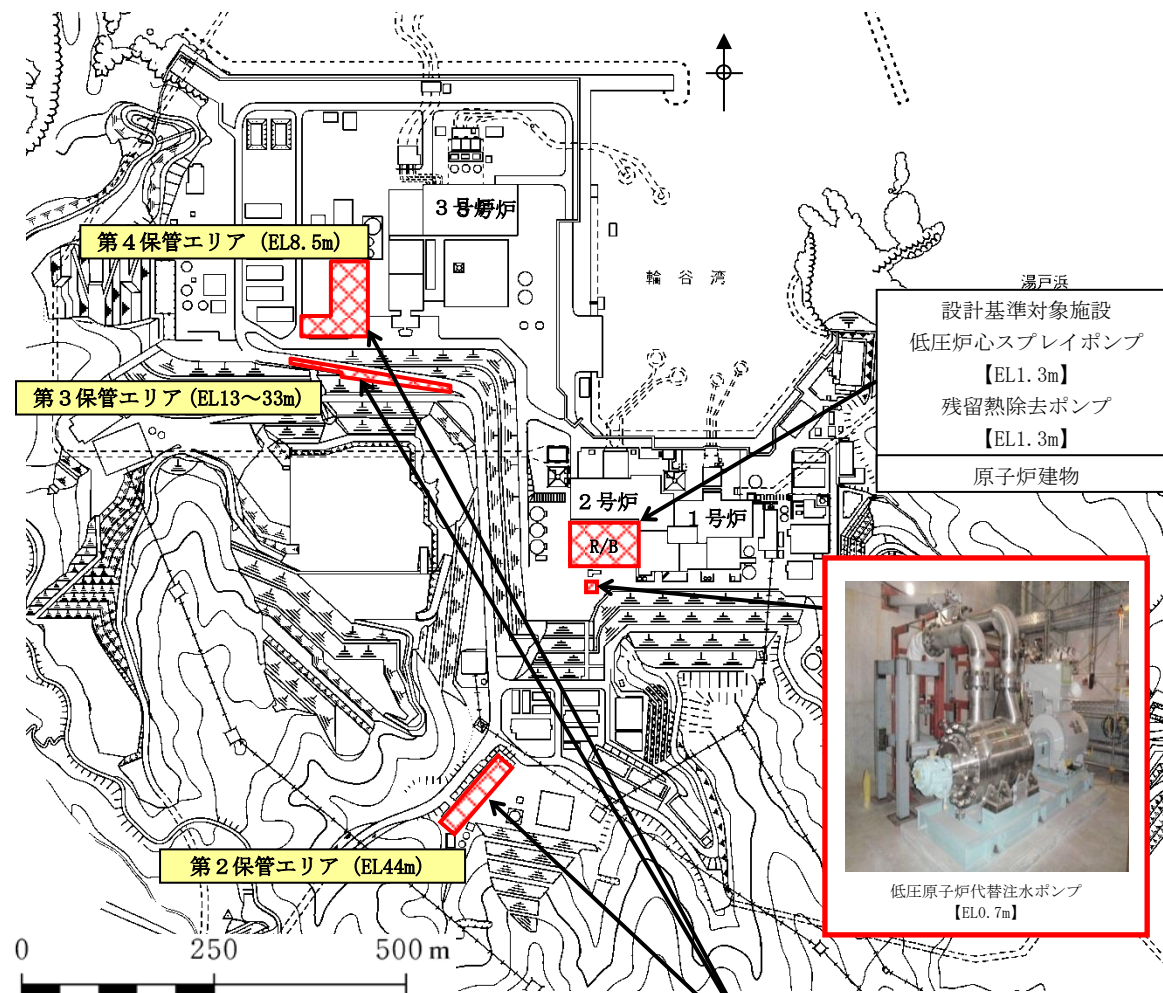 ３号炉
第４保管エリア (EL8.5m)
輪谷湾
湯戸浜
設計基準対象施設
低圧炉心スプレイポンプ
【EL1.3m】
残留熱除去ポンプ
【EL1.3m】
原子炉建物
第３保管エリア(EL13～33m)
２号炉
１号炉
R/B
低圧原子炉代替注水ポンプ
【EL0.7m】
第２保管エリア (EL44m)
0 250 500 m